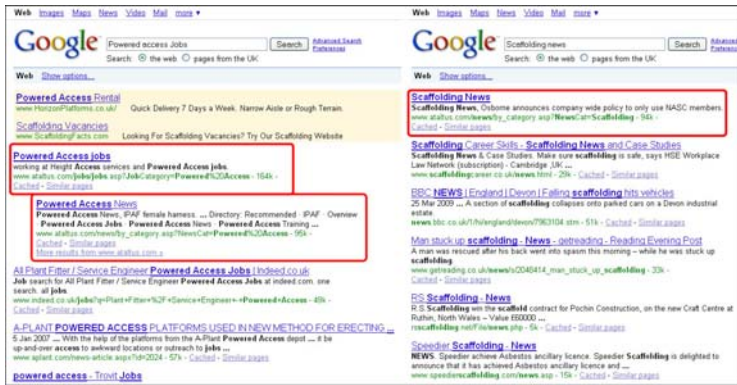 Web Images Maps News Video Mail more ▼
Google
Powered access Jobs
Search
Advanced Search
Preferences
Search: the web pages from the UK
Web Show options...
Powered Access Rental
www.HorizonPlatforms.co.uk/ Quick Delivery 7 Days a Week. Narrow Aisle or Rough Terrain.
Scaffolding Vacancies
www.ScaffoldingFacts.com Looking For Scaffolding Vacancies? Try Our Scaffolding Website
Powered Access jobs
working at Height Access services and Powered Access jobs.
www.ataltus.com/jobs/jobs.asp?JobCategory=Powered%20Access - 164k -
Cached - Similar pages
Powered Access News
Powered Access News, IPAF female harness. ... Directory: Recommended · IPAF · Overview
· Powered Access Jobs · Powered Access News · Powered Access Training ...
www.ataltus.com/news/by_category.asp?NewsCat=Powered%20Access - 95k -
Cached - Similar pages
More results from www.ataltus.com »
All Plant Fitter / Service Engineer Powered Access Jobs | Indeed.co.uk
Job search for All Plant Fitter / Service Engineer Powered Access Jobs at indeed.com. one
search. all jobs.
www.indeed.co.uk/jobs?q=Plant+Fitter+%2F+Service+Engineer+-+Powered+Access - 49k -
Cached - Similar pages
A-PLANT POWERED ACCESS PLATFORMS USED IN NEW METHOD FOR ERECTING ...
5 Jan 2007 ... With the help of the platforms from the A-Plant Powered Access depot ... it be
up-and-over access to awkward locations or outreach to jobs ...
www.aplant.com/news-article.aspx?id=2024 - 57k - Cached - Similar pages
powered access - Trovit Jobs
Web Images Maps News Video Mail more ▼
Google
Scaffolding news
Search
Advanced
Preferences
Search: the web pages from the UK
Web Show options...
Scaffolding News
Scaffolding News, Osborne announces company wide policy to only use NASC members.
www.ataltus.com/news/by_category.asp?NewsCat=Scaffolding - 94k -
Cached - Similar pages
Scaffolding Career Skills - Scaffolding News and Case Studies
Scaffolding News & Case Studies. Make sure scaffolding is safe, says HSE Workplace
Law Network (subscription) - Cambridge ,UK ...
www.scaffoldingcareer.co.uk/news.html - 29k - Cached - Similar pages
BBC NEWS | England | Devon | Falling scaffolding hits vehicles
25 Mar 2009 ... A section of scaffolding collapses onto parked cars on a Devon industrial
estate.
news.bbc.co.uk/1/hi/england/devon/7963104.stm - 51k - Cached - Similar pages
Man stuck up scaffolding - News - getreading - Reading Evening Post
A man was rescued after his back went into spasm this morning – while he was stuck up
scaffolding.
www.getreading.co.uk/news/s/2048414_man_stuck_up_scaffolding - 33k -
Cached - Similar pages
RS Scaffolding - News
R.S.Scaffolding win the scaffold contract for Pochin Construction, on the new Craft Centre at
Ruthin, North Wales – Value £60000 ...
rsscaffolding.net/File/news.php - 5k - Cached - Similar pages
Speedier Scaffolding - News
NEWS. Speedier achieve Asbestos ancillary licence. Speedier Scaffolding is delighted to
announce that it has achieved Asbestos ancillary licence and ...
www.speedierscaffolding.com/news.asp - 15k - Cached - Similar pages